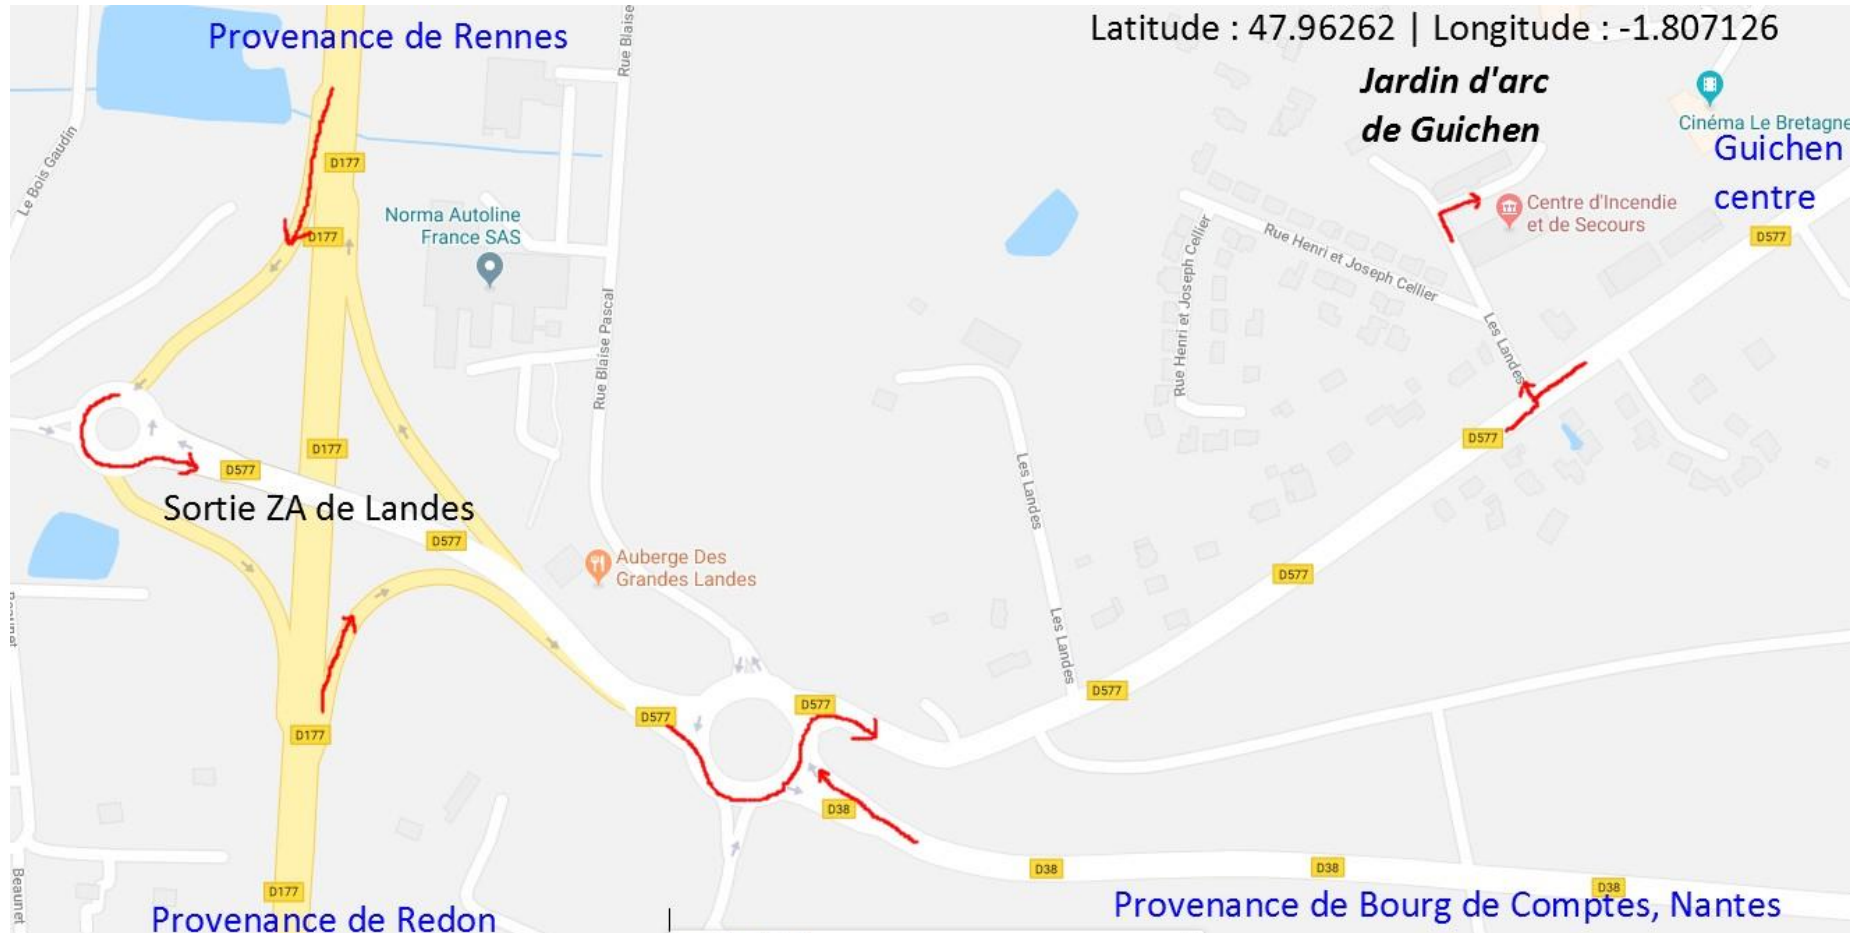 Provenance de Rennes
Latitude : 47.96262 | Longitude : -1.807126
Jardin d'arc
de Guichen
Cinéma Le Bretagne
Guichen
centre
Rue Blaise
Le Bois Gaudin
D177
Norma Autoline
France SAS
D177
Centre d'Incendie
et de Secours
D577
Rue Henri et Joseph Cellier
Rue Henri et Joseph Cellier
Rue Blaise Pascal
Les Landes
D177
D577
D577
Sortie ZA de Landes
D577
Les Landes
Auberge Des
Grandes Landes
D577
Les Landes
D577
D577
D577
D177
D38
D38
D38
D38
D177
Beaunet
Provenance de Redon
Provenance de Bourg de Comptes, Nantes